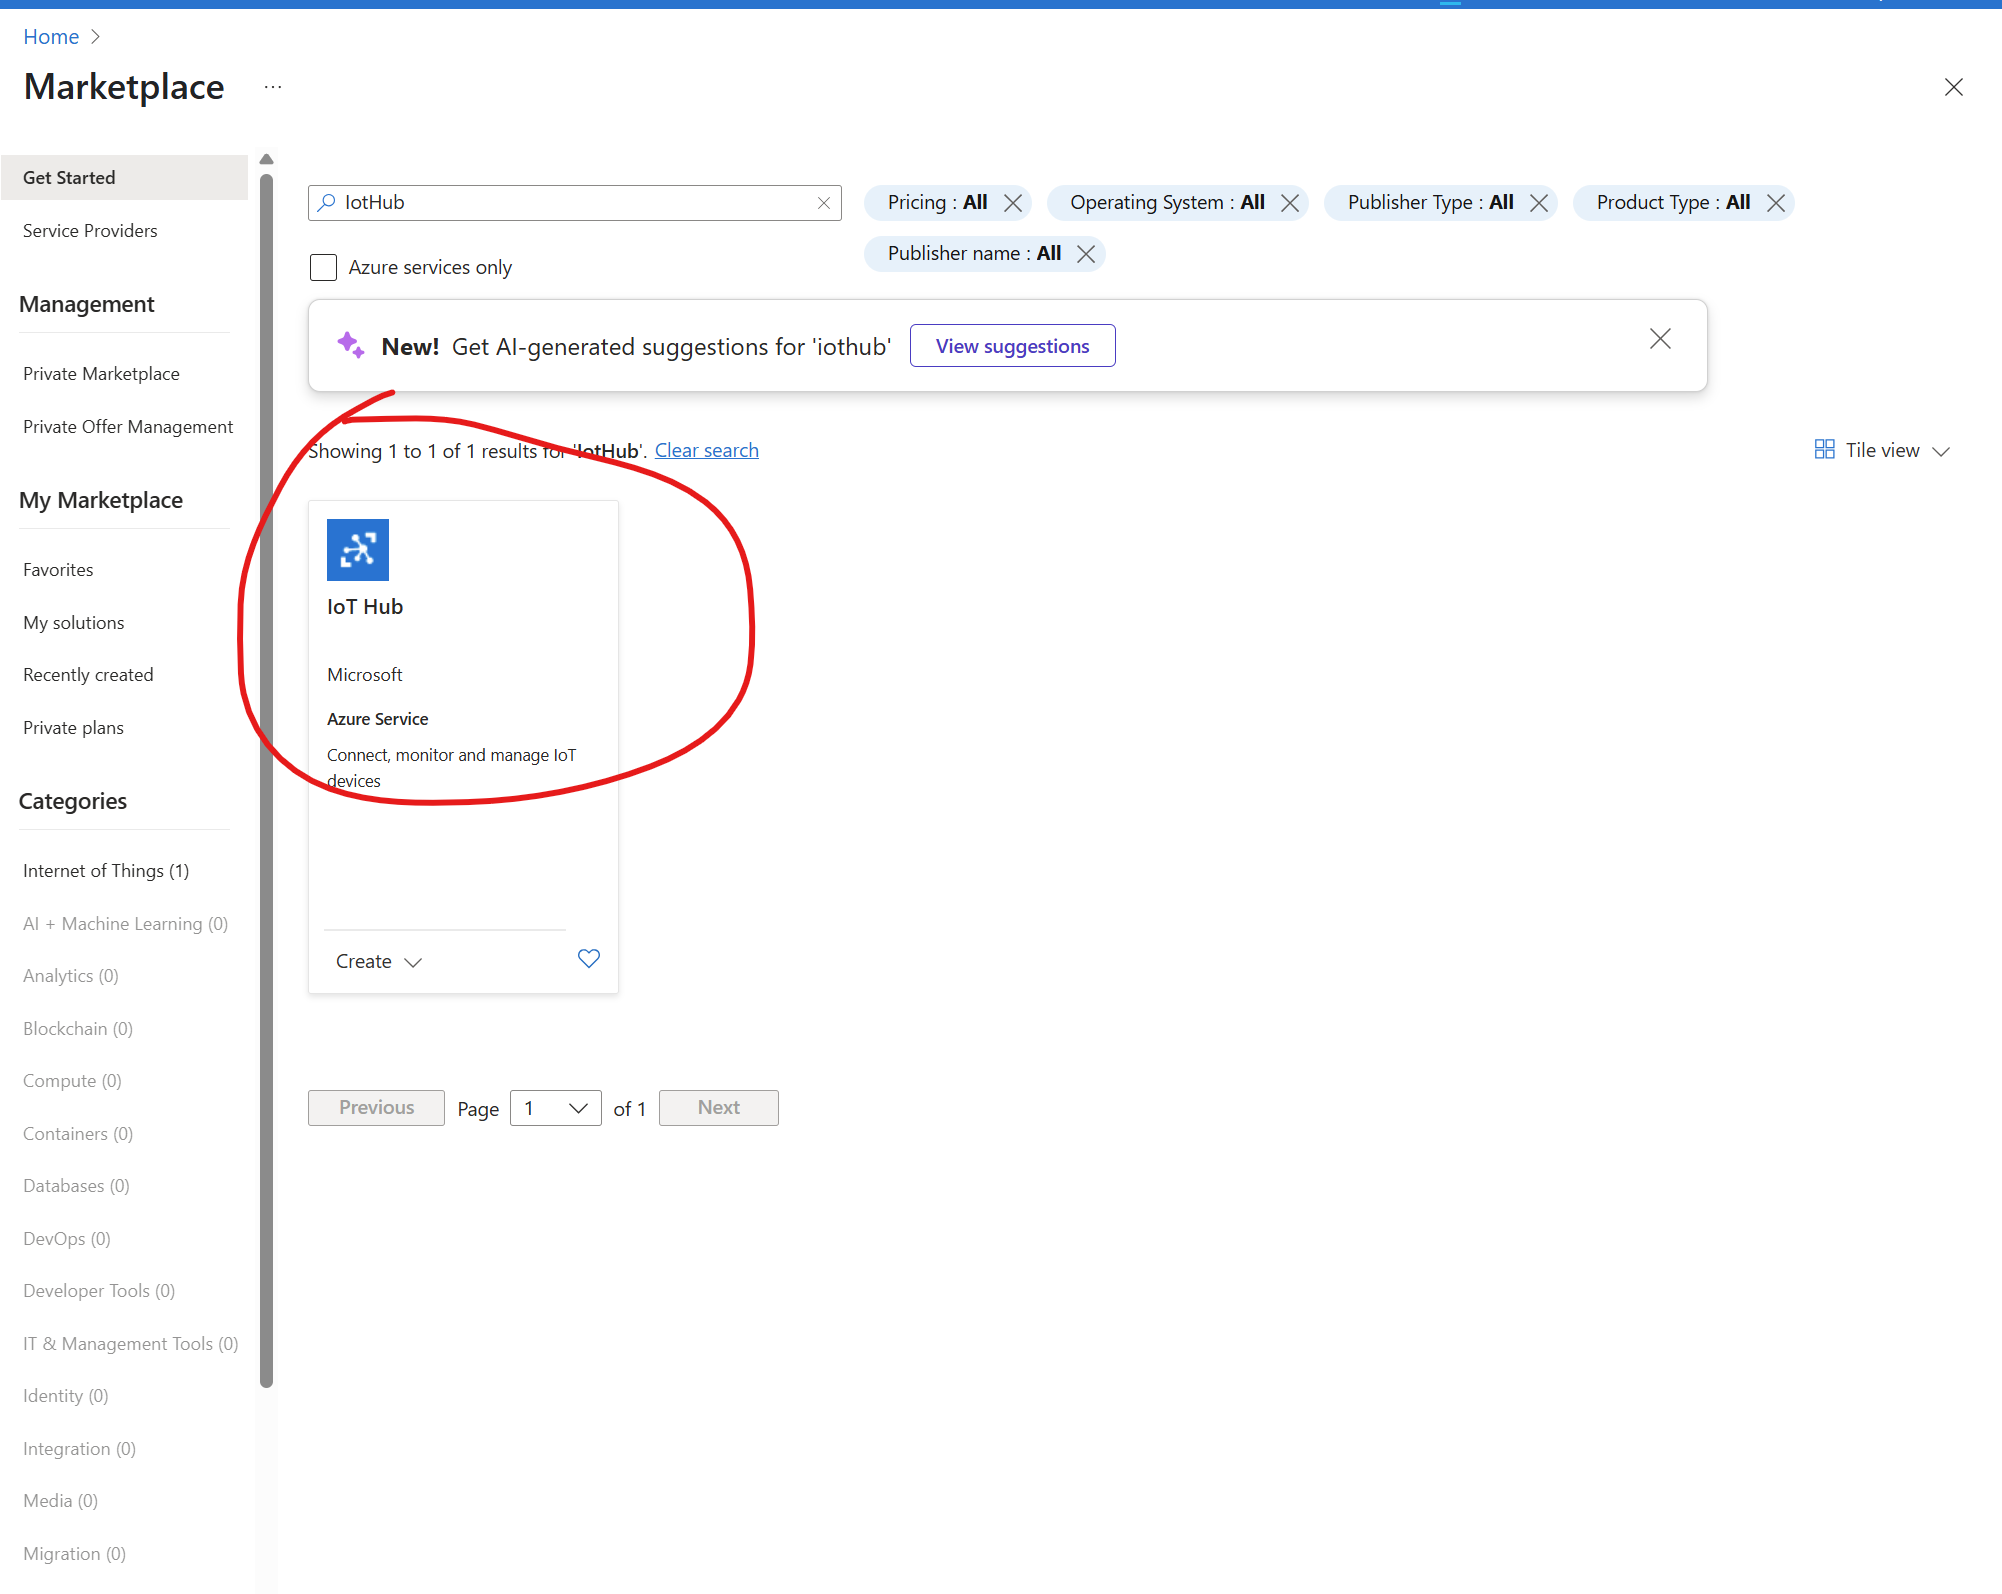 Home
Marketplace
...
Get Started
Service Providers
Management
Private Marketplace
Private Offer Management
My Marketplace
Favorites
My solutions
Recently created
Private plans
Categories
Internet of Things (1)
AI + Machine Learning (0)
Analytics (0)
Blockchain (0)
Compute (0)
Containers (0)
Databases (0)
DevOps (0)
Developer Tools (0)
IT & Management Tools (0)
Identity (0)
Integration (0)
Media (0)
Migration (0)
IotHub
Pricing : All
Operating System : All
Publisher Type : All
Product Type : All
Publisher name : All
Azure services only
New! Get AI-generated suggestions for 'iothub' View suggestions
Showing 1 to 1 of 1 results for 'IotHub'. Clear search
Tile view
IoT Hub
Microsoft
Azure Service
Connect, monitor and manage IoT
devices
Create
Previous Page 1 of 1 Next